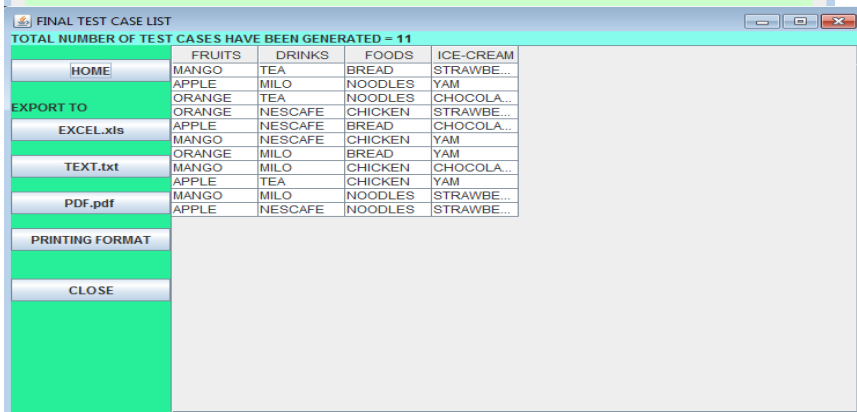 FINAL TEST CASE LIST
TOTAL NUMBER OF TEST CASES HAVE BEEN GENERATED = 11
HOME
EXPORT TO
EXCEL.xls
TEXT.txt
PDF.pdf
PRINTING FORMAT
CLOSE
FRUITS DRINKS FOODS ICE-CREAM
MANGO TEA BREAD STRAWBE...
APPLE MILO NOODLES YAM
ORANGE TEA NOODLES CHOCOLA...
ORANGE NESCAFE CHICKEN STRAWBE...
APPLE NESCAFE BREAD CHOCOLA...
MANGO NESCAFE CHICKEN YAM
ORANGE MILO BREAD YAM
MANGO MILO CHICKEN CHOCOLA...
APPLE TEA CHICKEN YAM
MANGO MILO NOODLES STRAWBE...
APPLE NESCAFE NOODLES STRAWBE...